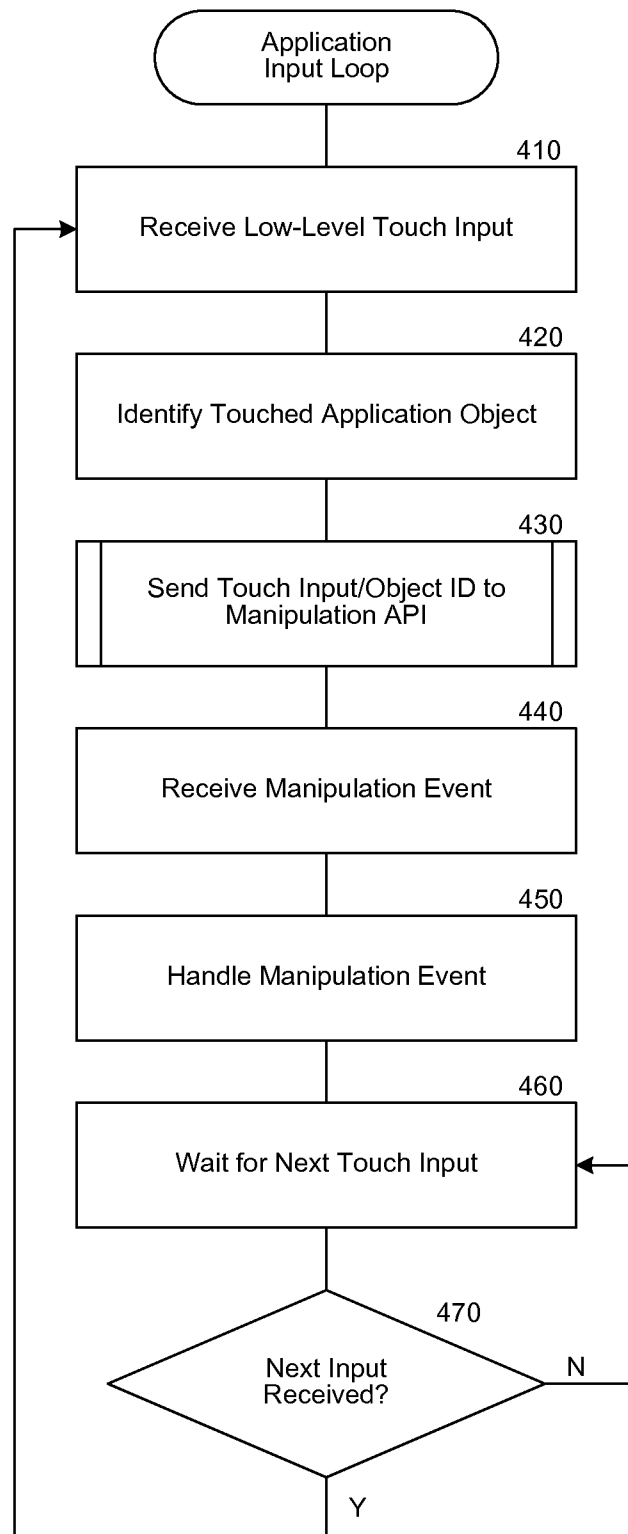 Application
Input Loop
410
Receive Low-Level Touch Input
420
Identify Touched Application Object
430
Send Touch Input/Object ID to
Manipulation API
440
Receive Manipulation Event
450
Handle Manipulation Event
460
Wait for Next Touch Input
470
Next Input
Received?
N
Y